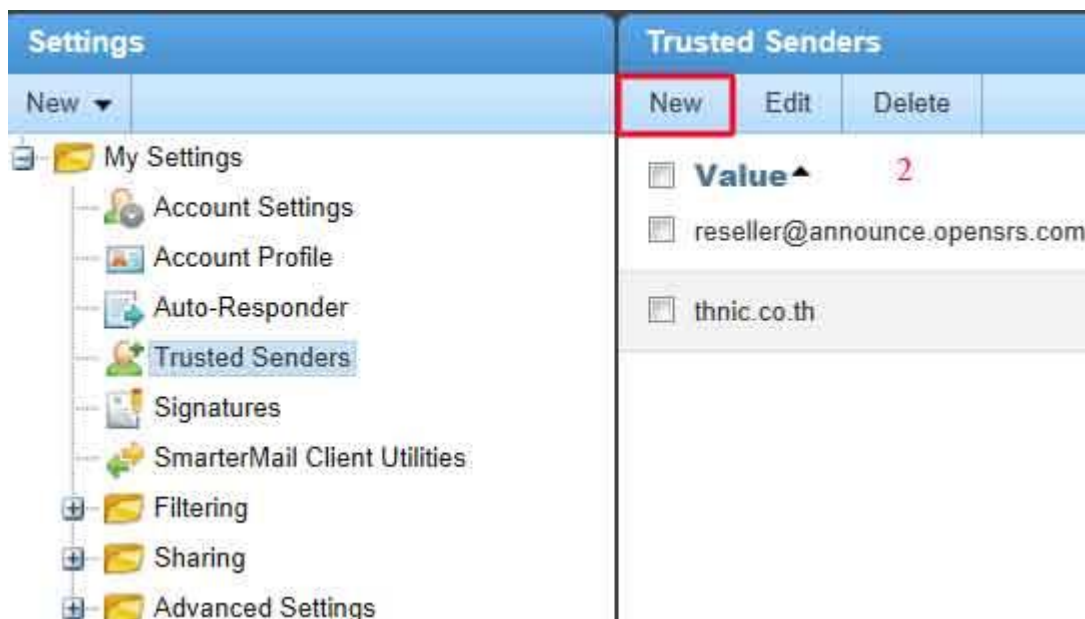 Settings
New
My Settings
Account Settings
Account Profile
Auto-Responder
Trusted Senders
Signatures
SmarterMail Client Utilities
Filtering
Sharing
Advanced Settings
Trusted Senders
New Edit Delete
Value 2
reseller@announce.opensrs.com
thnic.co.th